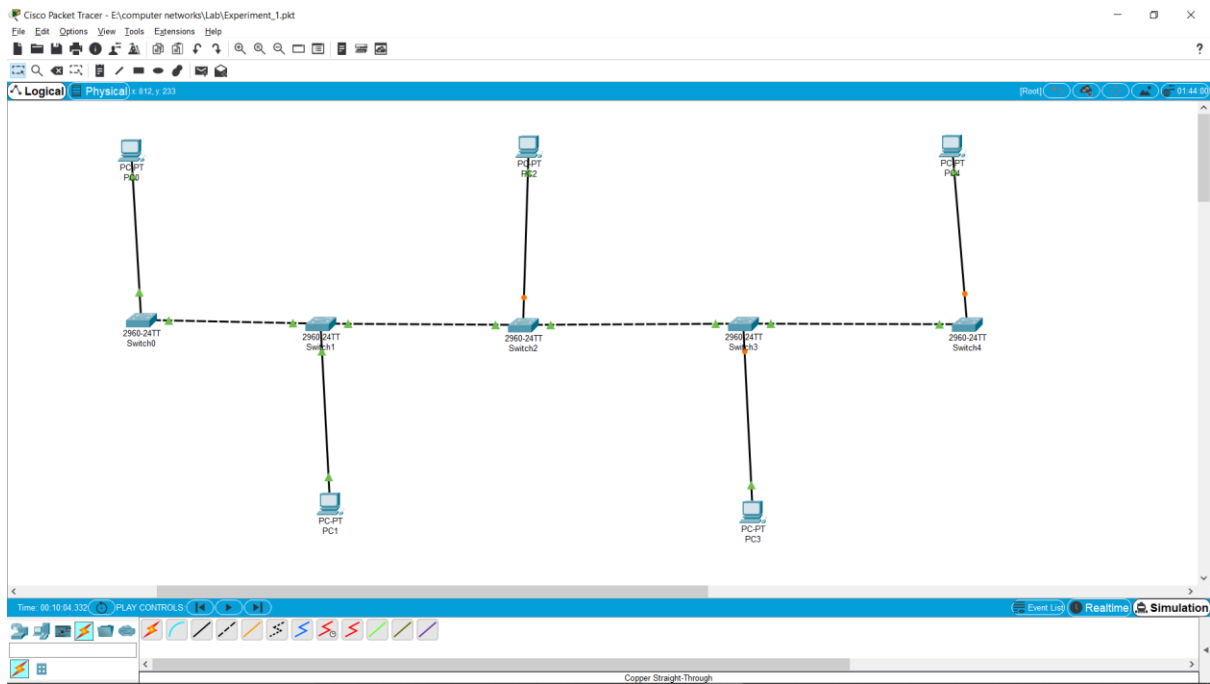 Cisco Packet Tracer - E:\computer networks\Lab\Experiment_1.pkt
File Edit Options View Tools Extensions Help
?
Logical Physical x: 812, y: 233 [Root] 01:44:00
PC-PT
PC0
PC-PT
PC2
PC-PT
PC4
2960-24TT
Switch0
2960-24TT
Switch1
2960-24TT
Switch2
2960-24TT
Switch3
2960-24TT
Switch4
PC-PT
PC1
PC-PT
PC3
Time: 00:10:04.332 PLAY CONTROLS: Event List Realtime Simulation
Copper Straight-Through